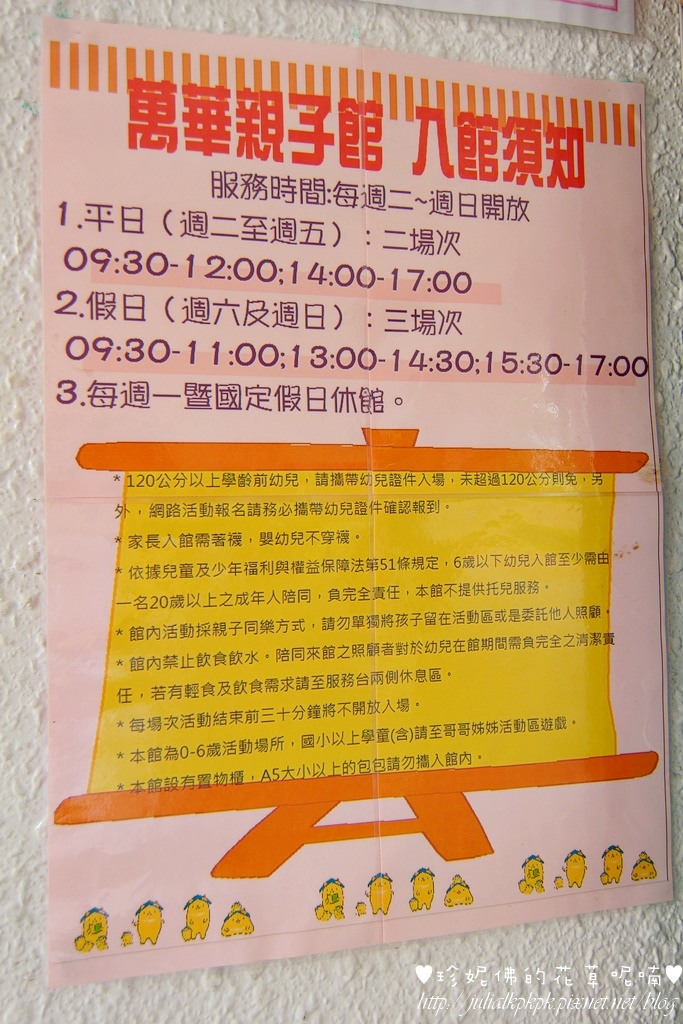 萬華親子館 入館須知
服務時間:每週二~週日開放
1.平日（週二至週五）：二場次
09:30-12:00;14:00-17:00
2.假日（週六及週日）：三場次
09:30-11:00;13:00-14:30;15:30-17:00
3.每週一暨國定假日休館。
* 120公分以上學齡前幼兒，請攜帶幼兒證件入場，未超過120公分則免，另
外，網路活動報名請務必攜帶幼兒證件確認報到。
* 家長入館需著襪，嬰幼兒不穿襪。
* 依據兒童及少年福利與權益保障法第51條規定，6歲以下幼兒入館至少需由
一名20歲以上之成年人陪同，負完全責任，本館不提供托兒服務。
* 館內活動採親子同樂方式，請勿單獨將孩子留在活動區或是委託他人照顧。
* 館內禁止飲食飲水。陪同來館之照顧者對於幼兒在館期間需負完全之清潔責
任，若有輕食及飲食需求請至服務台兩側休息區。
* 每場次活動結束前三十分鐘將不開放入場。
* 本館為0-6歲活動場所，國小以上學童(含)請至哥哥姊姊活動區遊戲。
* 本館設有置物櫃，A5大小以上的包包請勿攜入館內。
♥珍妮佛的花草呢喃♥
http://julialkpkpk.pixnet.net/blog